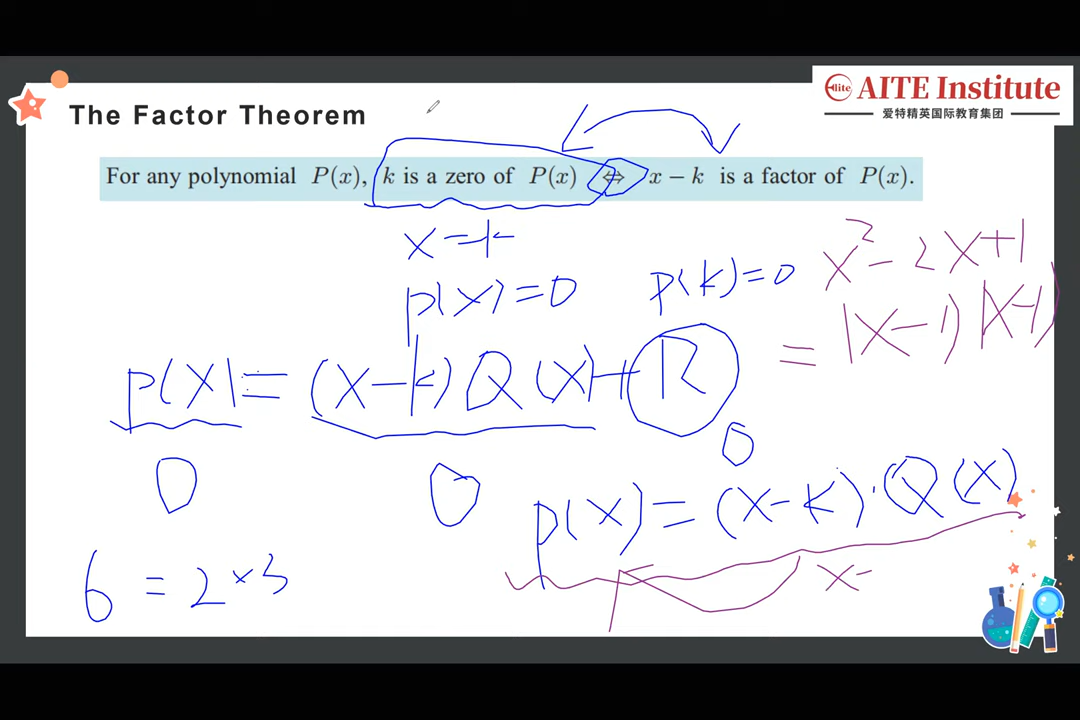 Elite AITE Institute
爱特精英国际教育集团
The Factor Theorem
For any polynomial P(x), k is a zero of P(x) ⇔ x − k is a factor of P(x).
x = k
p(x) = 0 p(k) = 0
x² − 2x + 1
= (x − 1)(x − 1)
p(x) = (x − k) Q(x) + R
0 0 0
p(x) = (x − k) · Q(x)
6 = 2 × 3
x =